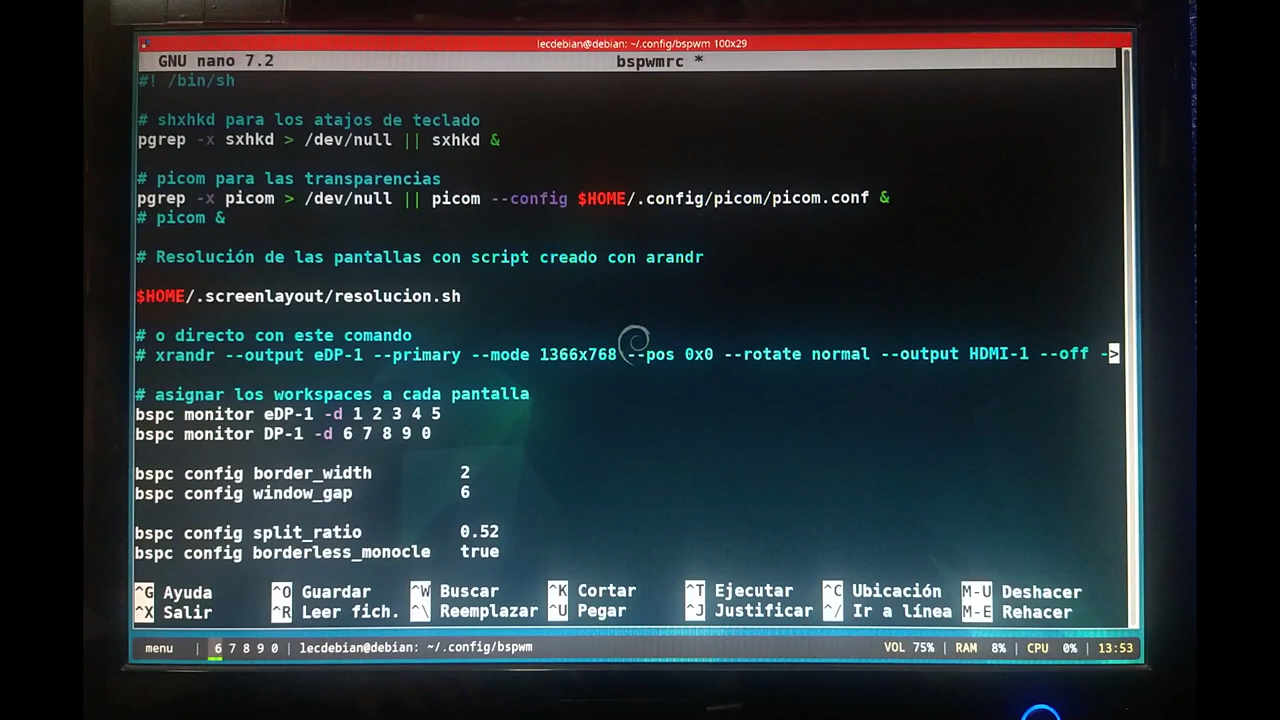 lecdebian@debian: ~/.config/bspwm 100x29
GNU nano 7.2 bspwmrc *
#! /bin/sh
# shxhkd para los atajos de teclado
pgrep -x sxhkd > /dev/null || sxhkd &
# picom para las transparencias
pgrep -x picom > /dev/null || picom --config $HOME/.config/picom/picom.conf &
# picom &
# Resolución de las pantallas con script creado con arandr
$HOME/.screenlayout/resolucion.sh
# o directo con este comando
# xrandr --output eDP-1 --primary --mode 1366x768 --pos 0x0 --rotate normal --output HDMI-1 --off ->
# asignar los workspaces a cada pantalla
bspc monitor eDP-1 -d 1 2 3 4 5
bspc monitor DP-1 -d 6 7 8 9 0
bspc config border_width 2
bspc config window_gap 6
bspc config split_ratio 0.52
bspc config borderless_monocle true
^G Ayuda ^O Guardar ^W Buscar ^K Cortar ^T Ejecutar ^C Ubicación M-U Deshacer
^X Salir ^R Leer fich. ^\ Reemplazar ^U Pegar ^J Justificar ^/ Ir a línea M-E Rehacer
menu | 6 7 8 9 0 | lecdebian@debian: ~/.config/bspwm VOL 75% | RAM 8% | CPU 0% | 13:53